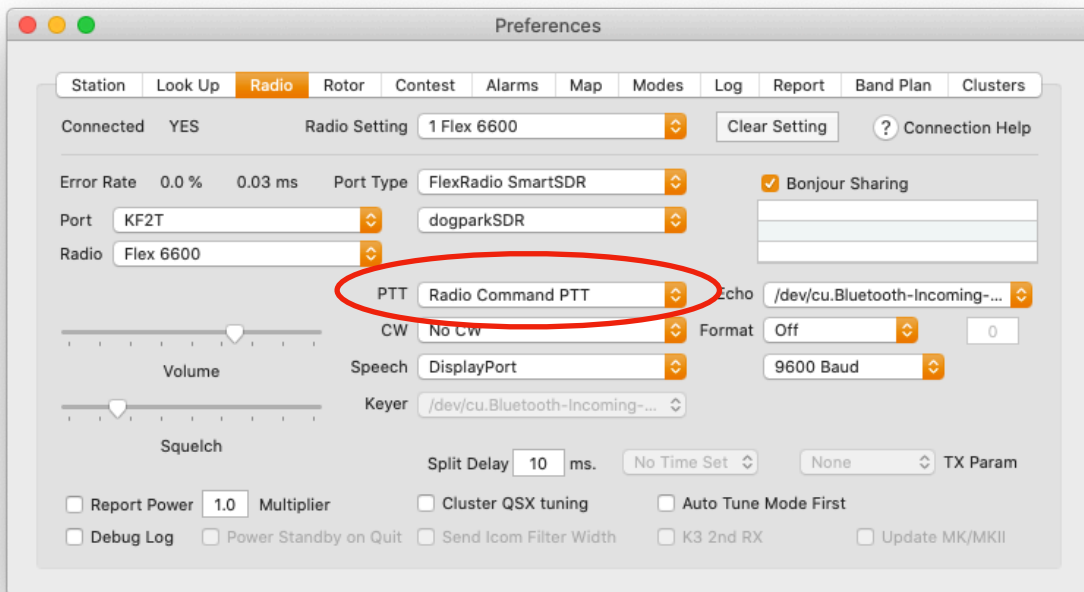 Preferences
Station Look Up Radio Rotor Contest Alarms Map Modes Log Report Band Plan Clusters
Connected YES Radio Setting 1 Flex 6600 Clear Setting ? Connection Help
Error Rate 0.0 % 0.03 ms Port Type FlexRadio SmartSDR Bonjour Sharing
Port KF2T dogparkSDR
Radio Flex 6600
PTT Radio Command PTT Echo /dev/cu.Bluetooth-Incoming-...
CW No CW Format Off 0
Volume Speech DisplayPort 9600 Baud
Keyer /dev/cu.Bluetooth-Incoming-...
Squelch
Split Delay 10 ms. No Time Set None TX Param
Report Power 1.0 Multiplier Cluster QSX tuning Auto Tune Mode First
Debug Log Power Standby on Quit Send Icom Filter Width K3 2nd RX Update MK/MKII